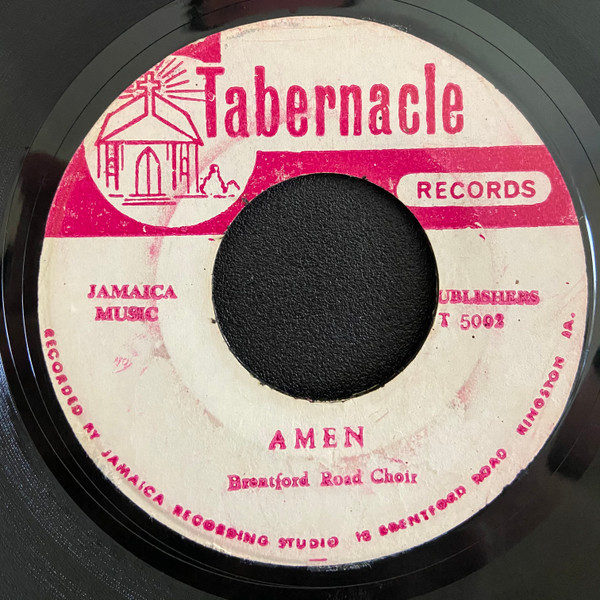 Tabernacle
RECORDS
JAMAICA
MUSIC
UBLISHERS
T 5002
AMEN
Brentford Road Choir
RECORDED BY JAMAICA RECORDING STUDIO 13 BRENTFORD ROAD KINGSTON JA.